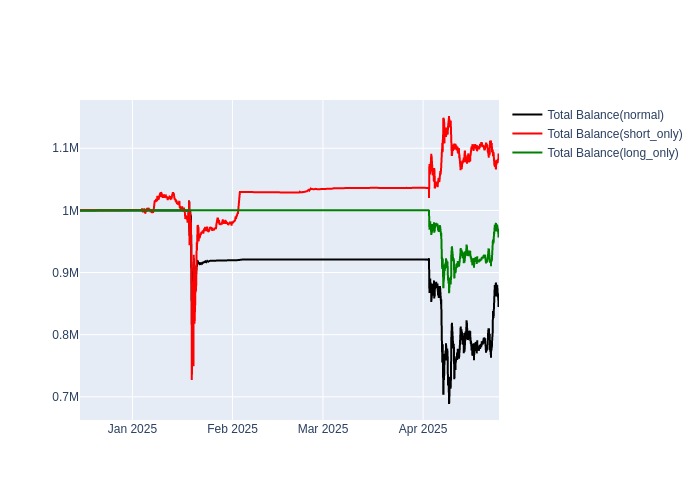 Total Balance(normal)
Total Balance(short_only)
Total Balance(long_only)
1.1M
1M
0.9M
0.8M
0.7M
Jan 2025
Feb 2025
Mar 2025
Apr 2025